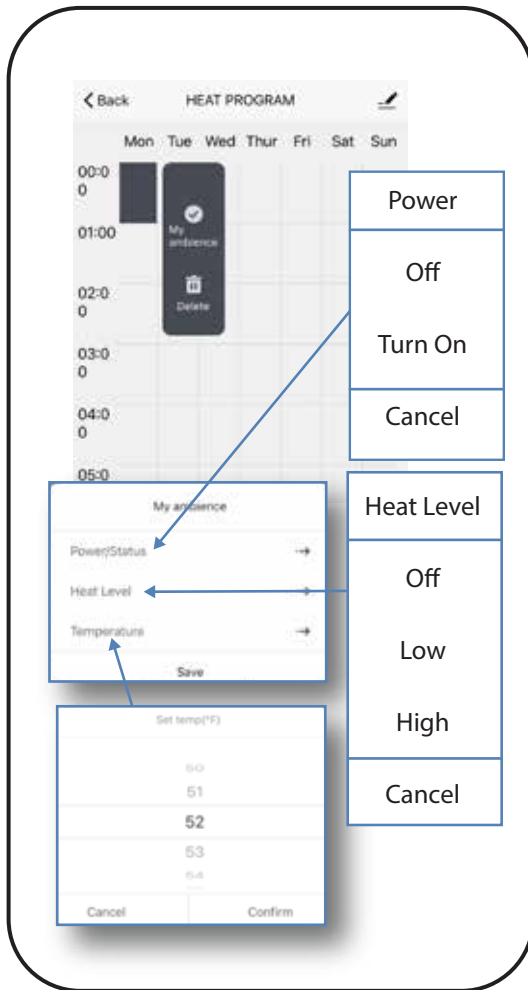 Back HEAT PROGRAM
Mon Tue Wed Thur Fri Sat Sun
00:0
0
01:00
My
ambience
02:0
0
Delete
03:0
0
04:0
0
05:0
Power
Off
Turn On
Cancel
My ambience
Power/Status
Heat Level
Temperature
Save
Heat Level
Off
Low
High
Cancel
Set temp(°F)
50
51
52
53
54
Cancel Confirm